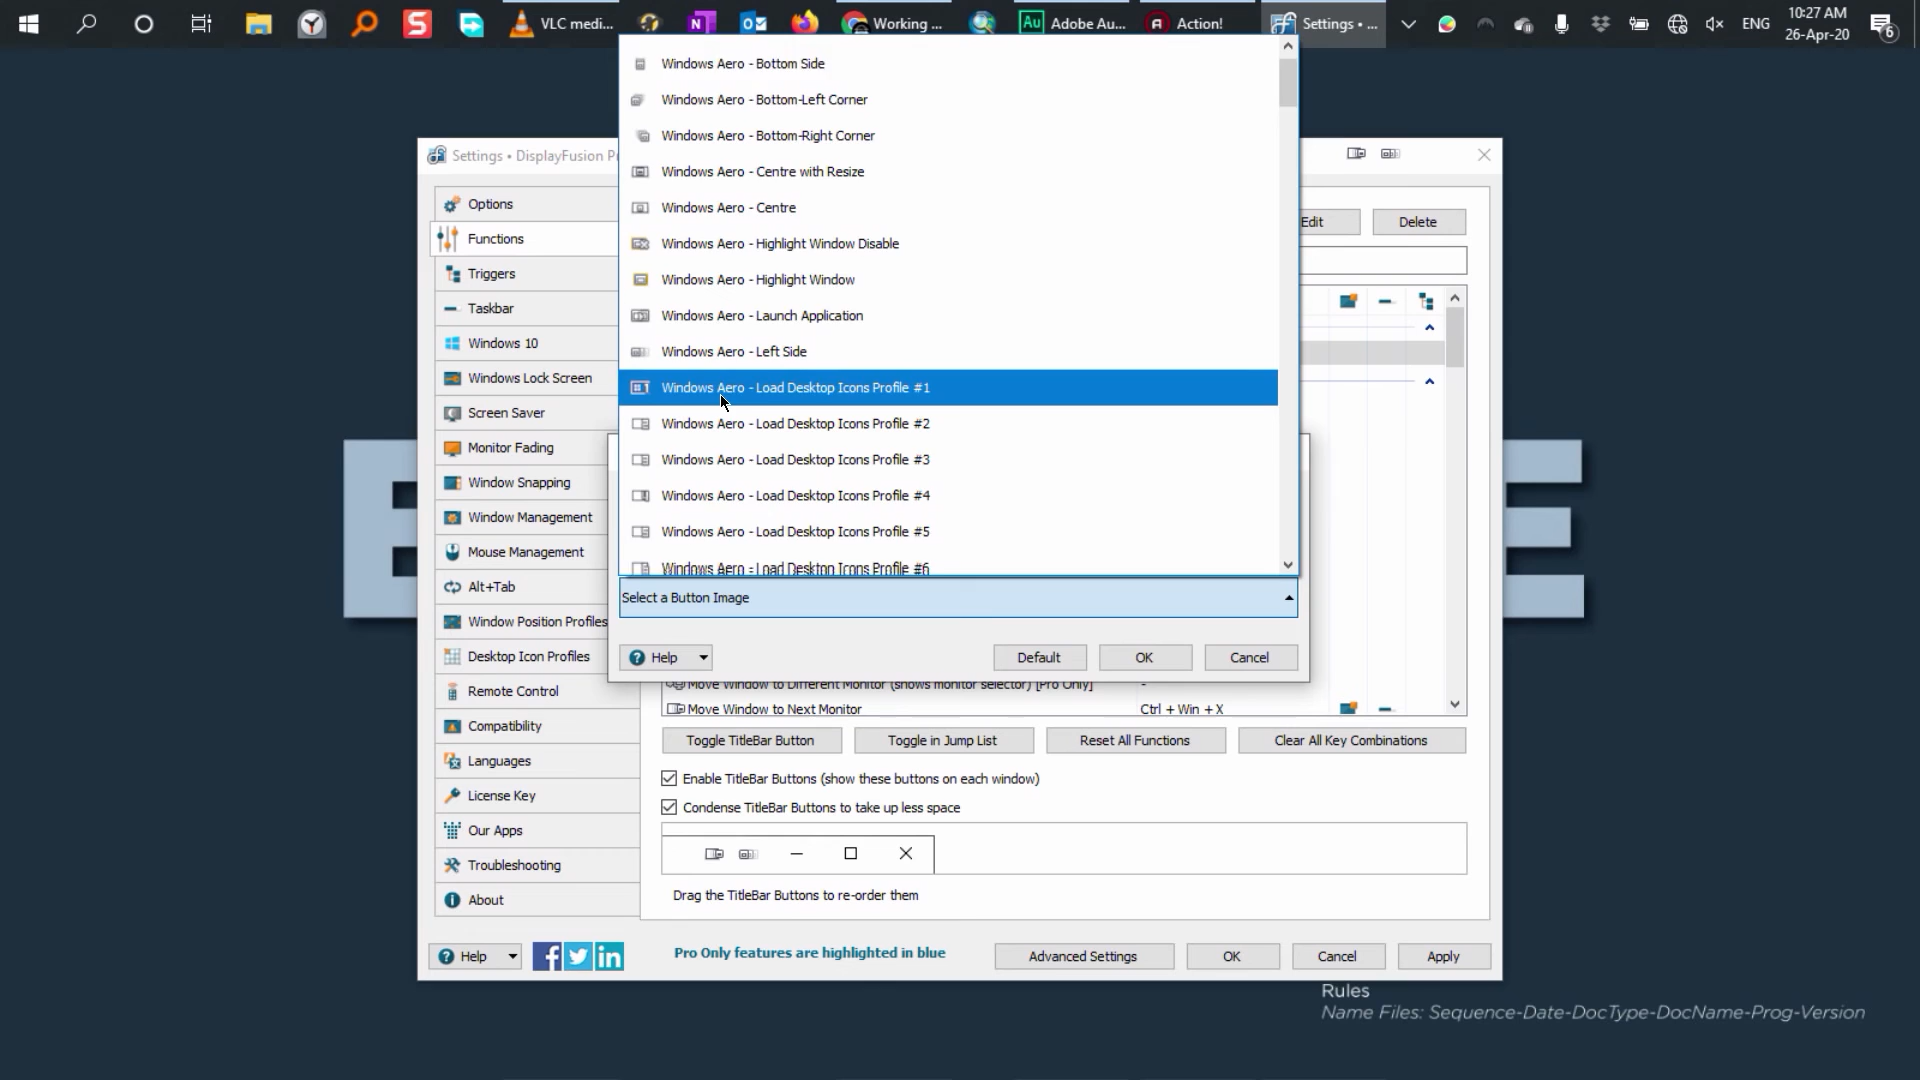 VLC medi...
Working ...
Adobe Au...
Action!
Settings • ...
ENG
10:27 AM
26-Apr-20
6
Settings • DisplayFusion Pr
Options
Functions
Triggers
Taskbar
Windows 10
Windows Lock Screen
Screen Saver
Monitor Fading
Window Snapping
Window Management
Mouse Management
Alt+Tab
Window Position Profiles
Desktop Icon Profiles
Remote Control
Compatibility
Languages
License Key
Our Apps
Troubleshooting
About
Windows Aero - Bottom Side
Windows Aero - Bottom-Left Corner
Windows Aero - Bottom-Right Corner
Windows Aero - Centre with Resize
Windows Aero - Centre
Windows Aero - Highlight Window Disable
Windows Aero - Highlight Window
Windows Aero - Launch Application
Windows Aero - Left Side
Windows Aero - Load Desktop Icons Profile #1
Windows Aero - Load Desktop Icons Profile #2
Windows Aero - Load Desktop Icons Profile #3
Windows Aero - Load Desktop Icons Profile #4
Windows Aero - Load Desktop Icons Profile #5
Windows Aero - Load Desktop Icons Profile #6
Select a Button Image
Help
Default
OK
Cancel
Edit
Delete
Move Window to Different Monitor (shows monitor selector) [Pro Only] -
Move Window to Next Monitor Ctrl + Win + X
Toggle TitleBar Button
Toggle in Jump List
Reset All Functions
Clear All Key Combinations
Enable TitleBar Buttons (show these buttons on each window)
Condense TitleBar Buttons to take up less space
Drag the TitleBar Buttons to re-order them
Help
Pro Only features are highlighted in blue
Advanced Settings
OK
Cancel
Apply
E
Rules
Name Files: Sequence-Date-DocType-DocName-Prog-Version